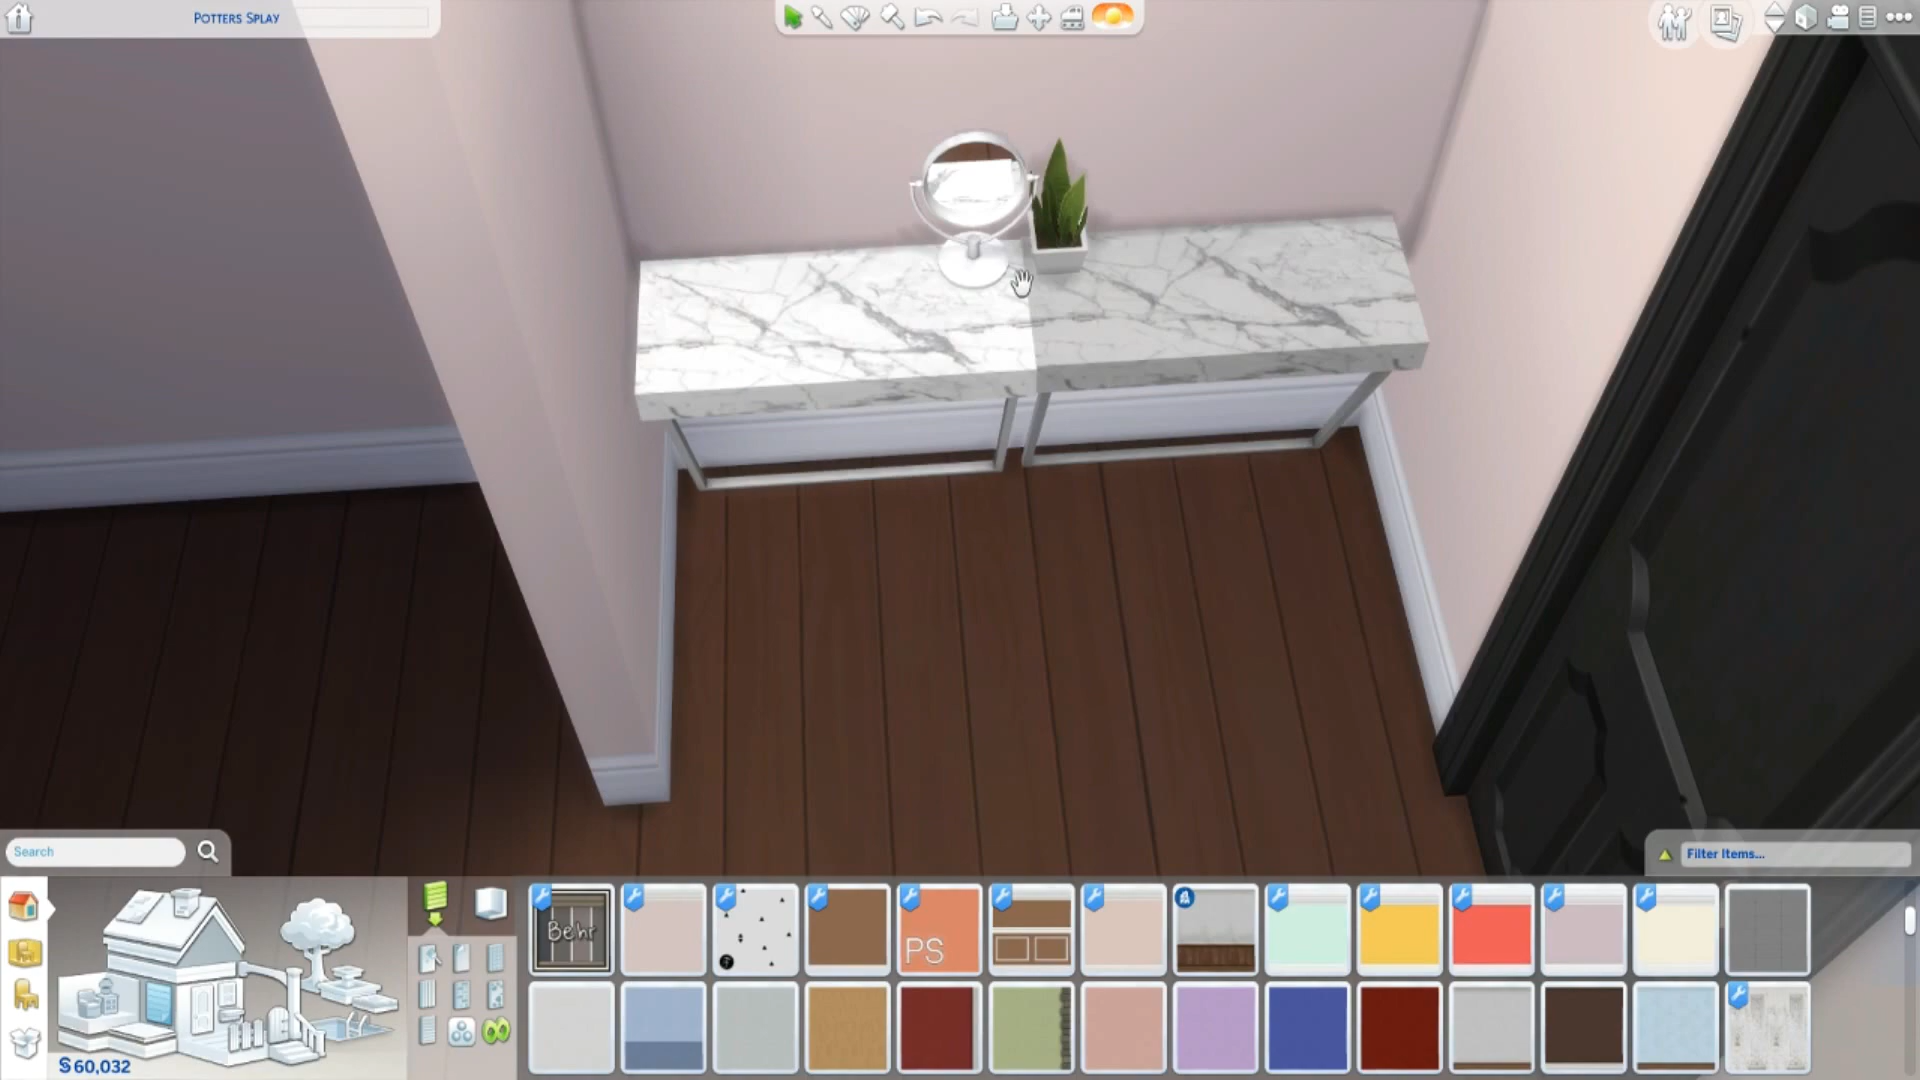 Potters Splay
Search
Filter Items...
Behr
PS
§60,032